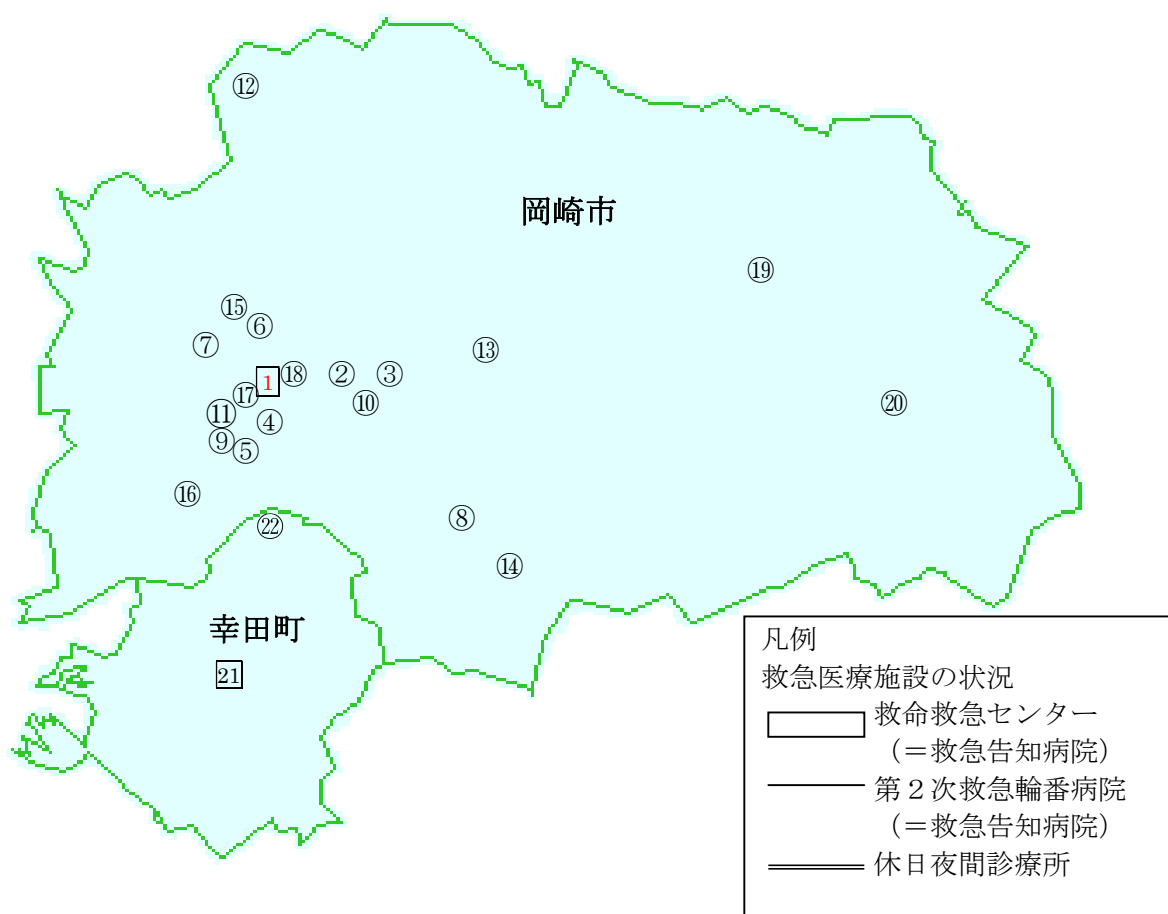 ⑫
岡崎市
⑲
⑮
⑥
⑦
⑬
1
⑱
②
③
⑰
⑩
⑳
⑪
④
⑨
⑤
⑯
⑧
㉒
⑭
幸田町
21
凡例
救急医療施設の状況
救命救急センター
（＝救急告知病院）
第２次救急輪番病院
（＝救急告知病院）
休日夜間診療所